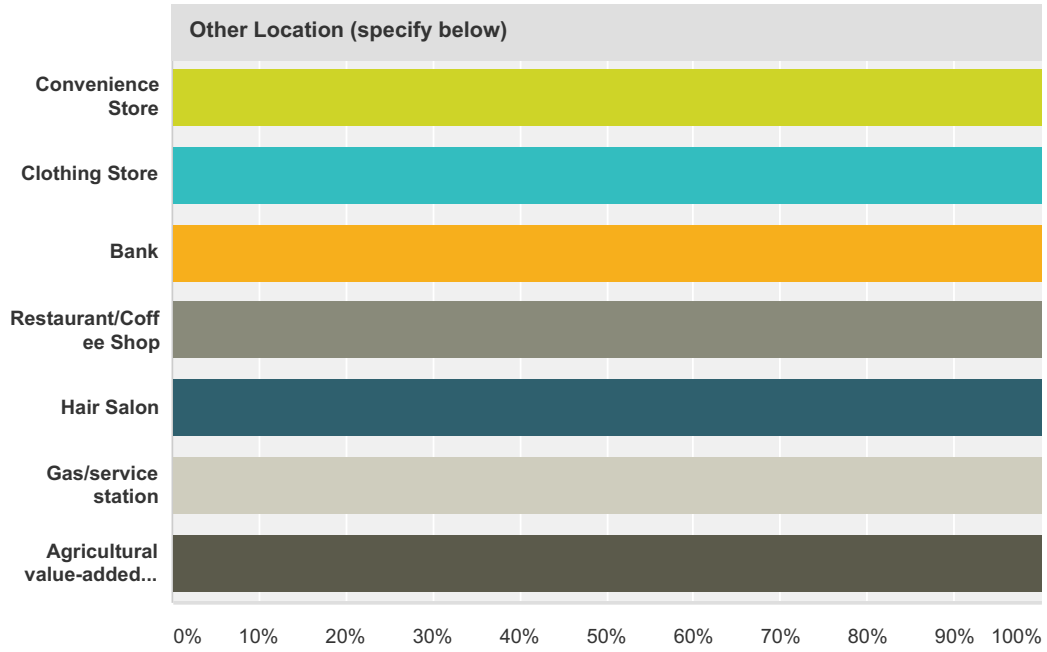 Other Location (specify below)
Convenience
Store
Clothing Store
Bank
Restaurant/Coff
ee Shop
Hair Salon
Gas/service
station
Agricultural
value-added...
0% 10% 20% 30% 40% 50% 60% 70% 80% 90% 100%